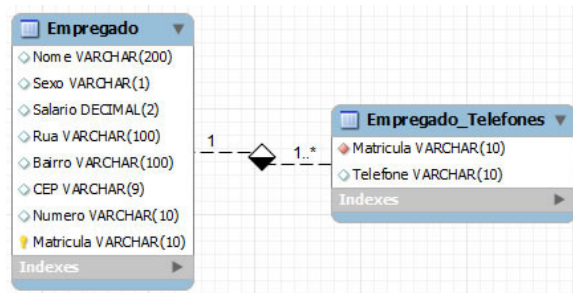 Empregado
Nome VARCHAR(200)
Sexo VARCHAR(1)
Salario DECIMAL(2)
Rua VARCHAR(100)
Bairro VARCHAR(100)
CEP VARCHAR(9)
Numero VARCHAR(10)
Matricula VARCHAR(10)
Indexes
1
1..*
Empregado_Telefones
Matricula VARCHAR(10)
Telefone VARCHAR(10)
Indexes